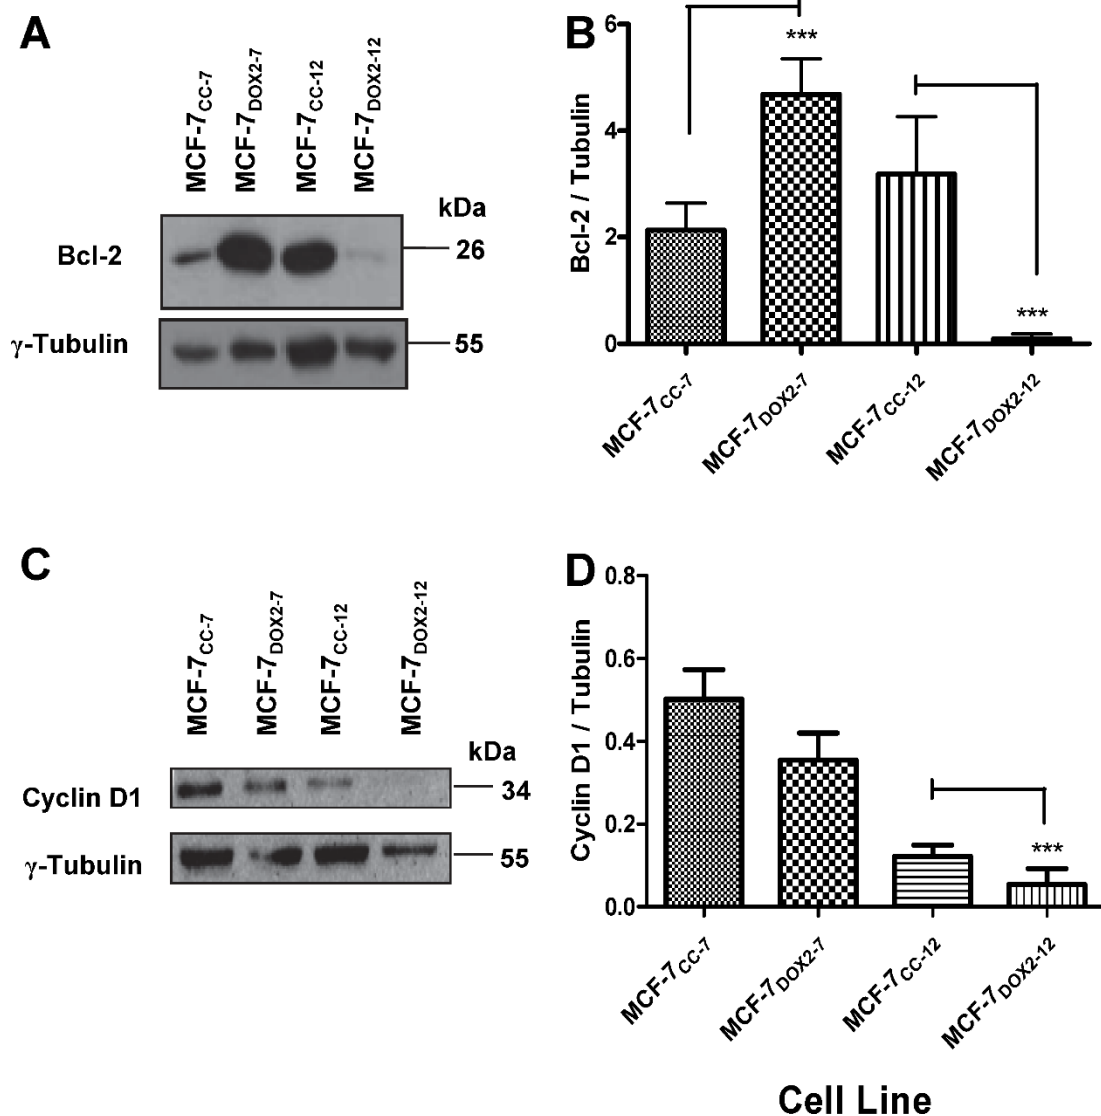 A
MCF-7CC-7
MCF-7DOX2-7
MCF-7CC-12
MCF-7DOX2-12
kDa
Bcl-2
26
γ-Tubulin
55
B
Bcl-2 / Tubulin
6
4
2
0
***
***
MCF-7CC-7
MCF-7DOX2-7
MCF-7CC-12
MCF-7DOX2-12
C
MCF-7CC-7
MCF-7DOX2-7
MCF-7CC-12
MCF-7DOX2-12
kDa
Cyclin D1
34
γ-Tubulin
55
D
Cyclin D1 / Tubulin
0.8
0.6
0.4
0.2
0.0
***
MCF-7CC-7
MCF-7DOX2-7
MCF-7CC-12
MCF-7DOX2-12
Cell Line